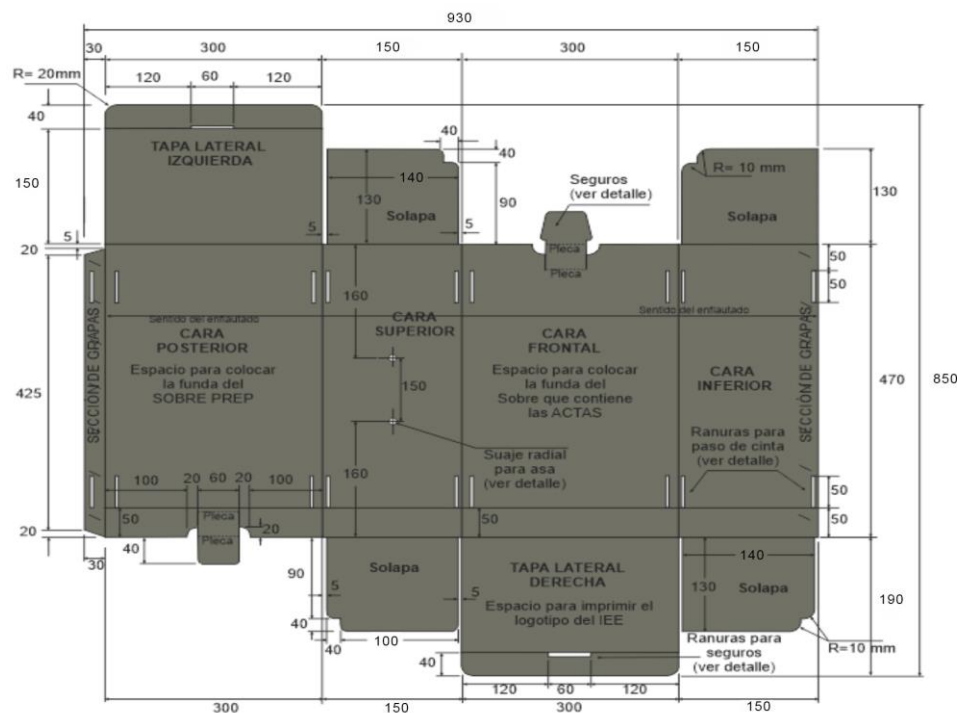 930
30 300 150 300 150
R= 20mm
120 60 120
40
TAPA LATERAL
IZQUIERDA
150
40
40
140
130
90
Solapa
5
5
Seguros
(ver detalle)
R= 10 mm
130
Solapa
5
20
Pleca
Pleca
50
50
160
Sentido del enflautado
Sentido del enflautado
SECCIÓN DE GRAPAS
CARA
POSTERIOR
Espacio para colocar
la funda del
SOBRE PREP
CARA
SUPERIOR
150
CARA
FRONTAL
Espacio para colocar
la funda del
Sobre que contiene
las ACTAS
CARA
INFERIOR
SECCIÓN DE GRAPAS
425
470
850
Suaje radial
para asa
(ver detalle)
Ranuras para
paso de cinta
(ver detalle)
160
100 20 60 20 100
50
50
Pleca
Pleca
50
20
50
20
40
30
90
5
Solapa
5
TAPA LATERAL
DERECHA
Espacio para imprimir el
logotipo del IEE
140
130
Solapa
190
40
40
100
Ranuras para
seguros
(ver detalle)
R=10 mm
40
120 60 120
300 150 300 150